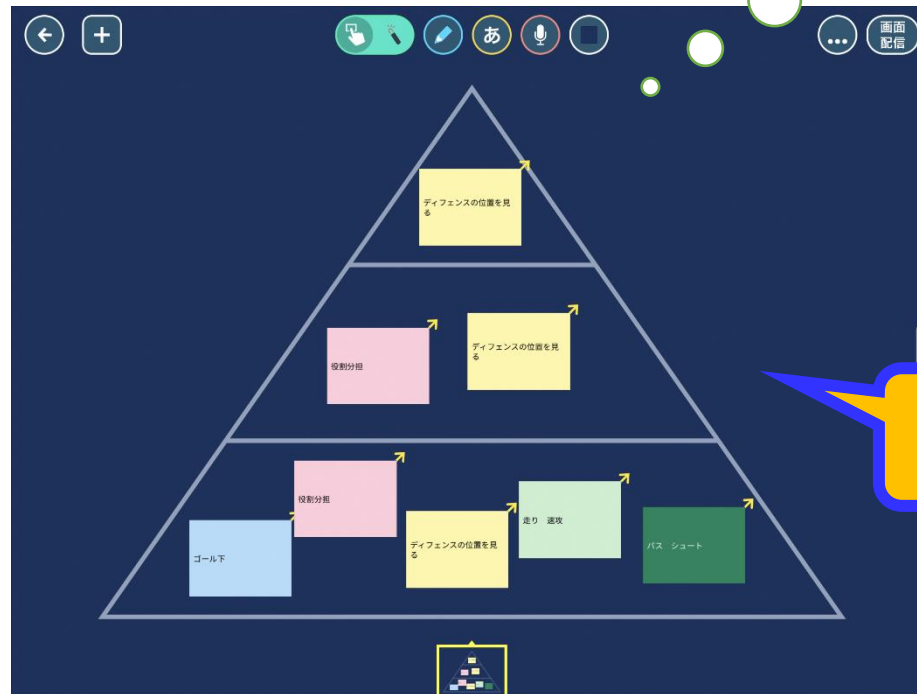 あ
…
画面
配信
ディフェンスの位置を見
る
役割分担
ディフェンスの位置を見
る
役割分担
ゴール下
ディフェンスの位置を見
る
走り 速攻
パス シュート